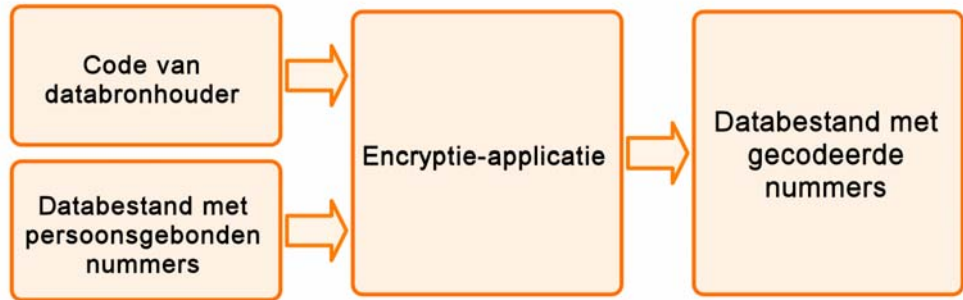 Code van
databronhouder
Databestand met
persoonsgebonden
nummers
Encryptie-applicatie
Databestand met
gecodeerde
nummers